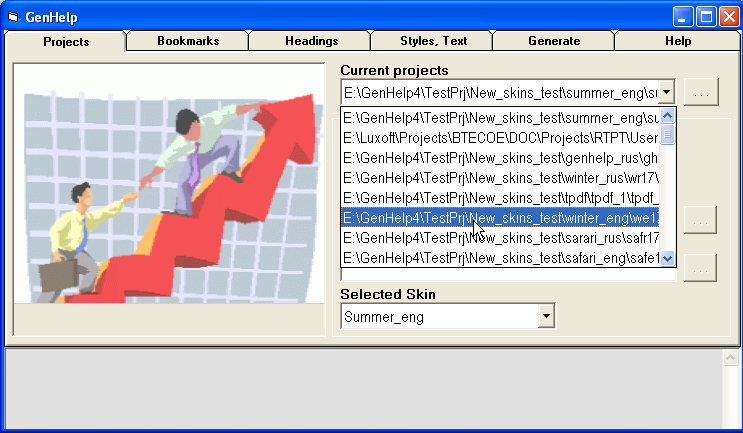 GenHelp
Projects Bookmarks Headings Styles, Text Generate Help
Current projects
E:\GenHelp4\TestPrj\New_skins_test\summer_eng\su
...
E:\GenHelp4\TestPrj\New_skins_test\summer_eng\su
E:\Luxoft\Projects\BTECOE\DOC\Projects\RTPT\User
E:\GenHelp4\TestPrj\New_skins_test\genhelp_rus\gh
E:\GenHelp4\TestPrj\New_skins_test\winter_rus\wr17\
E:\GenHelp4\TestPrj\New_skins_test\tpdf\tpdf_1\tpdf_
E:\GenHelp4\TestPrj\New_skins_test\winter_eng\we17
...
E:\GenHelp4\TestPrj\New_skins_test\sarari_rus\safr17
E:\GenHelp4\TestPrj\New_skins_test\safari_eng\safe1
...
Selected Skin
Summer_eng